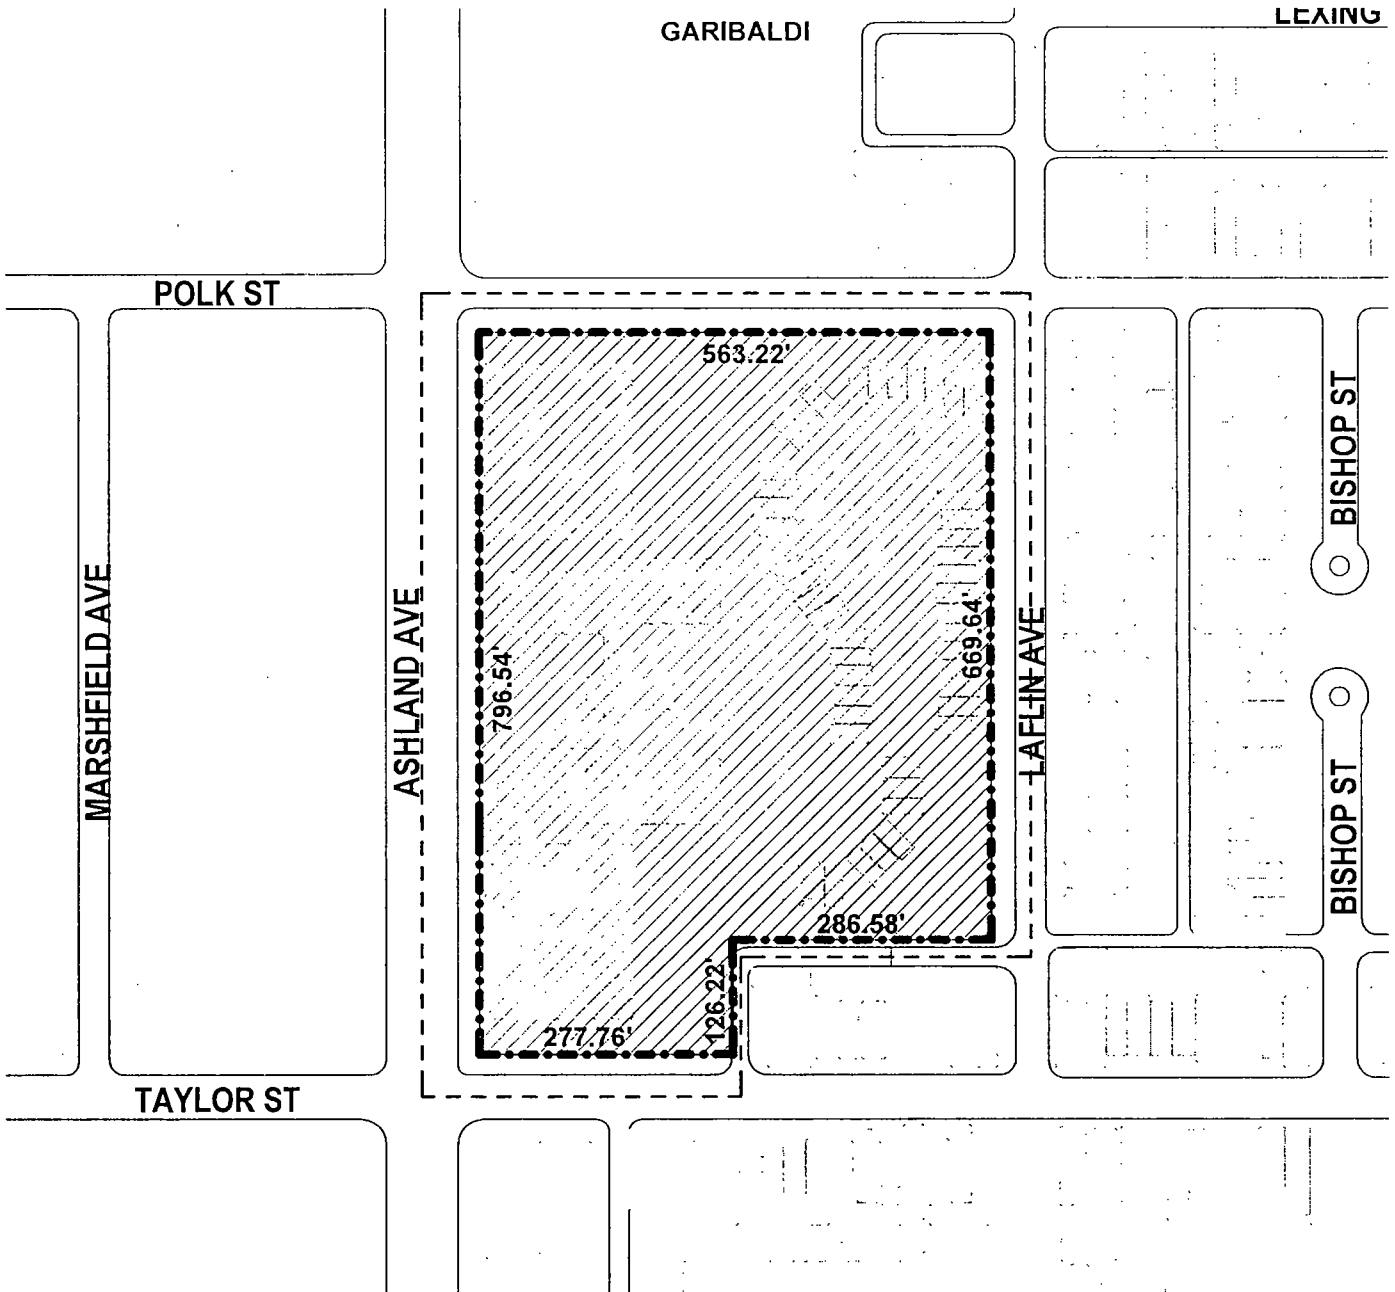 GARIBALDI
LEXING
POLK ST
563.22'
BISHOP ST
MARSHFIELD AVE
ASHLAND AVE
796.54'
669.64'
LAFLIN AVE
BISHOP ST
286.58'
126.22'
277.76'
TAYLOR ST